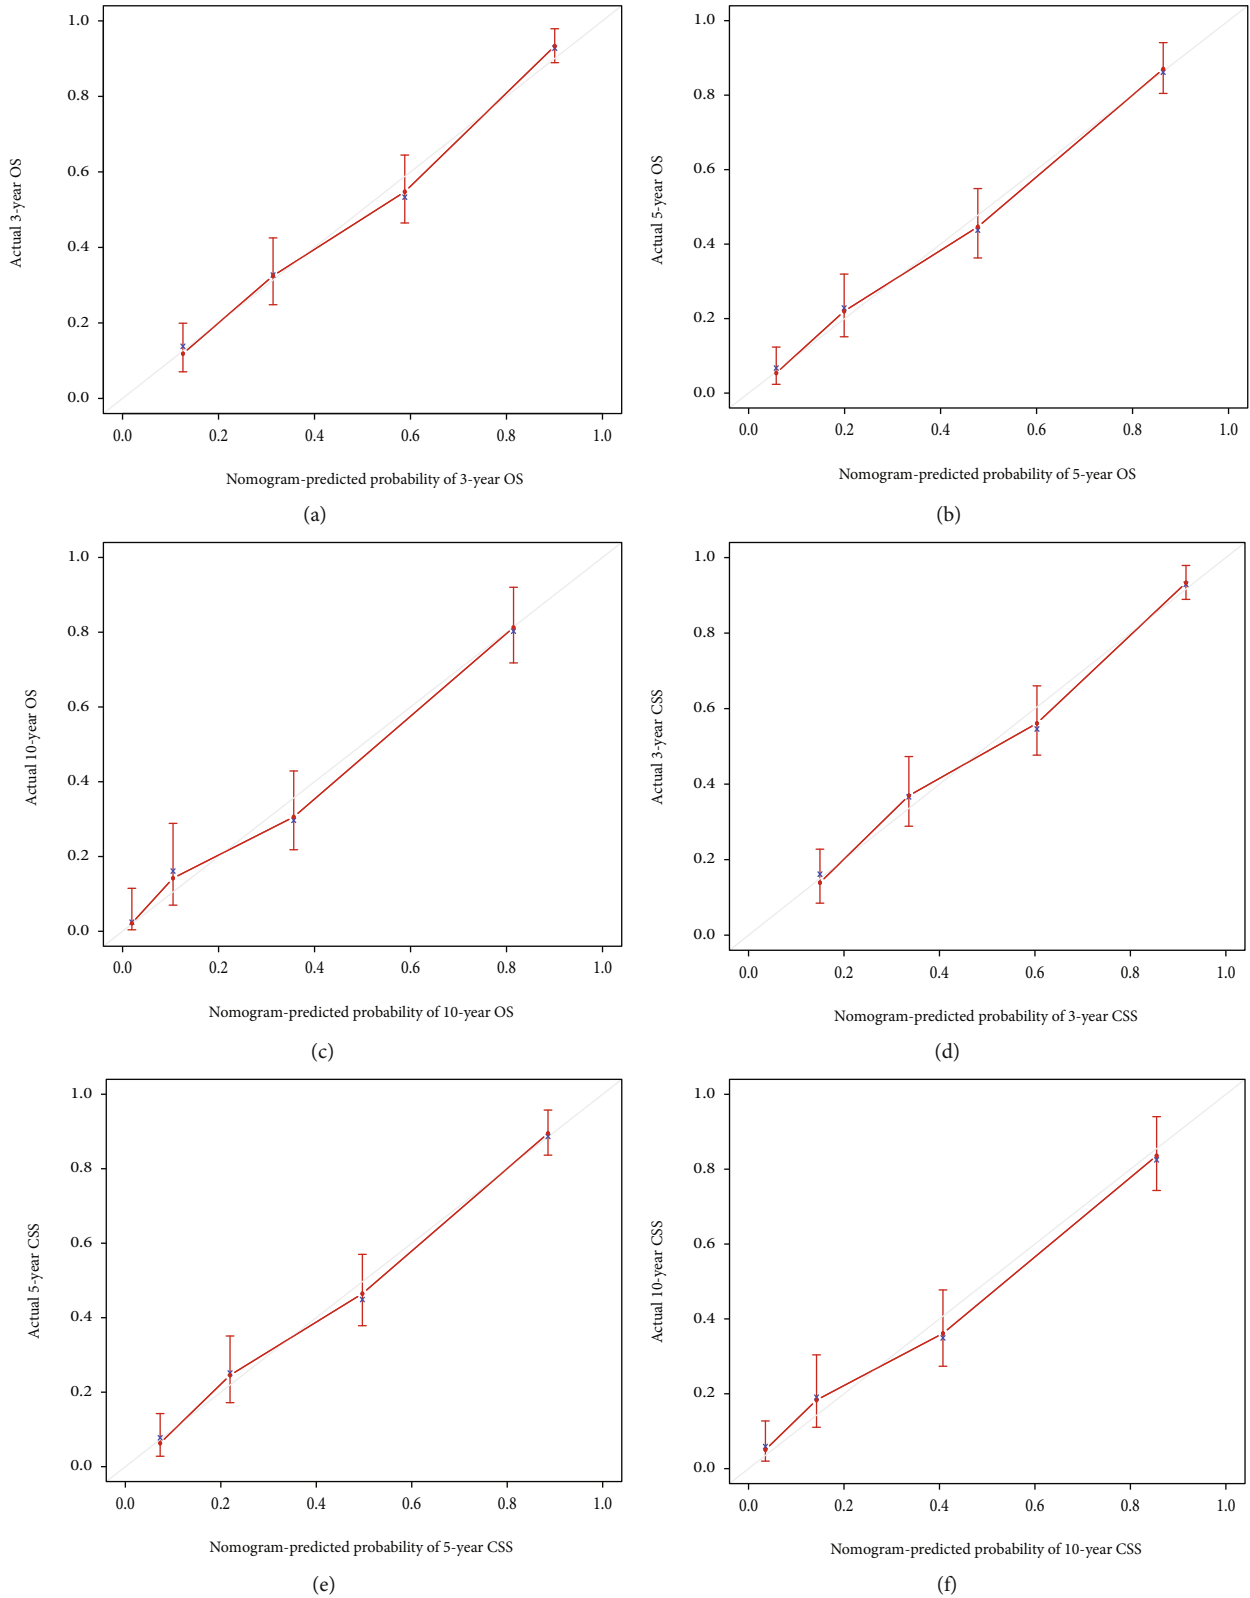 1.0
0.8
0.6
0.4
0.2
0.0
Actual 3-year OS
0.0 0.2 0.4 0.6 0.8 1.0
Nomogram-predicted probability of 3-year OS
(a)
1.0
0.8
0.6
0.4
0.2
0.0
Actual 5-year OS
0.0 0.2 0.4 0.6 0.8 1.0
Nomogram-predicted probability of 5-year OS
(b)
1.0
0.8
0.6
0.4
0.2
0.0
Actual 10-year OS
0.0 0.2 0.4 0.6 0.8 1.0
Nomogram-predicted probability of 10-year OS
(c)
1.0
0.8
0.6
0.4
0.2
0.0
Actual 3-year CSS
0.0 0.2 0.4 0.6 0.8 1.0
Nomogram-predicted probability of 3-year CSS
(d)
1.0
0.8
0.6
0.4
0.2
0.0
Actual 5-year CSS
0.0 0.2 0.4 0.6 0.8 1.0
Nomogram-predicted probability of 5-year CSS
(e)
1.0
0.8
0.6
0.4
0.2
0.0
Actual 10-year CSS
0.0 0.2 0.4 0.6 0.8 1.0
Nomogram-predicted probability of 10-year CSS
(f)